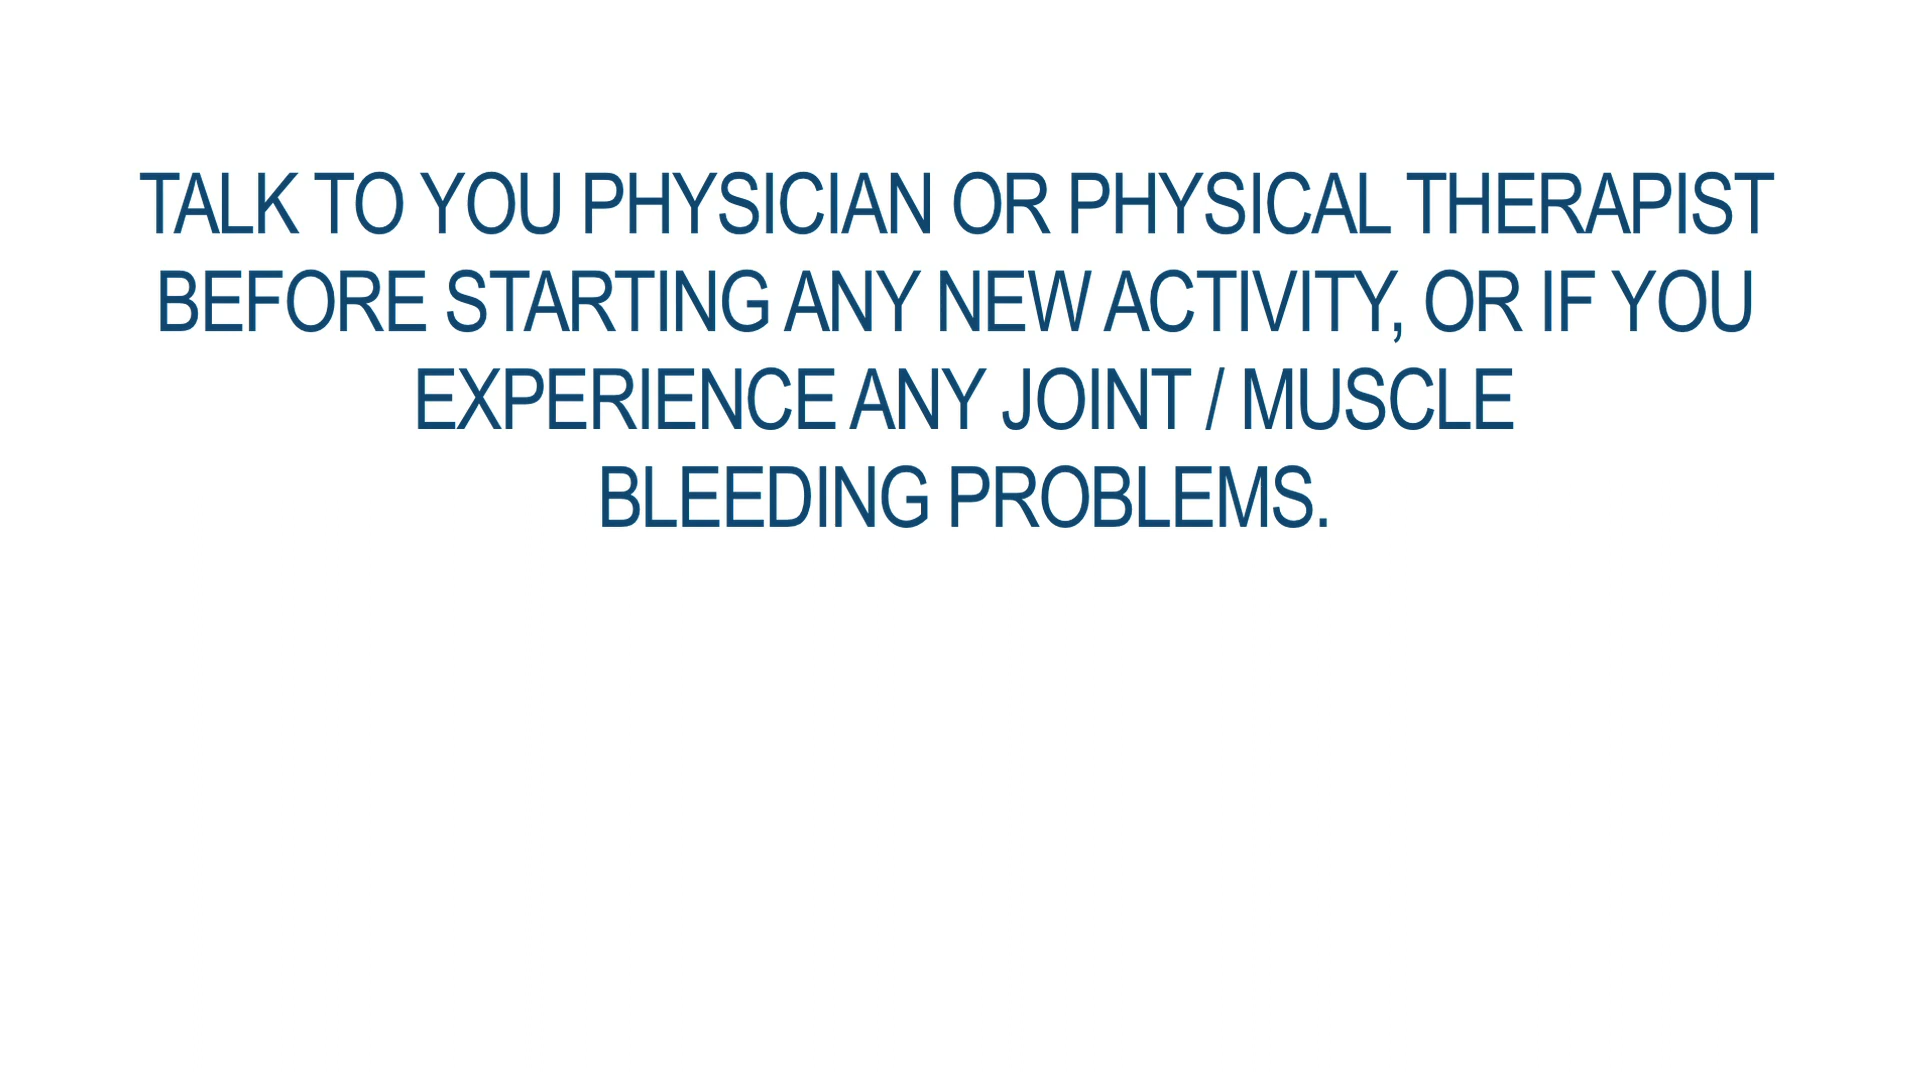 TALK TO YOU PHYSICIAN OR PHYSICAL THERAPIST
BEFORE STARTING ANY NEW ACTIVITY, OR IF YOU
EXPERIENCE ANY JOINT / MUSCLE
BLEEDING PROBLEMS.